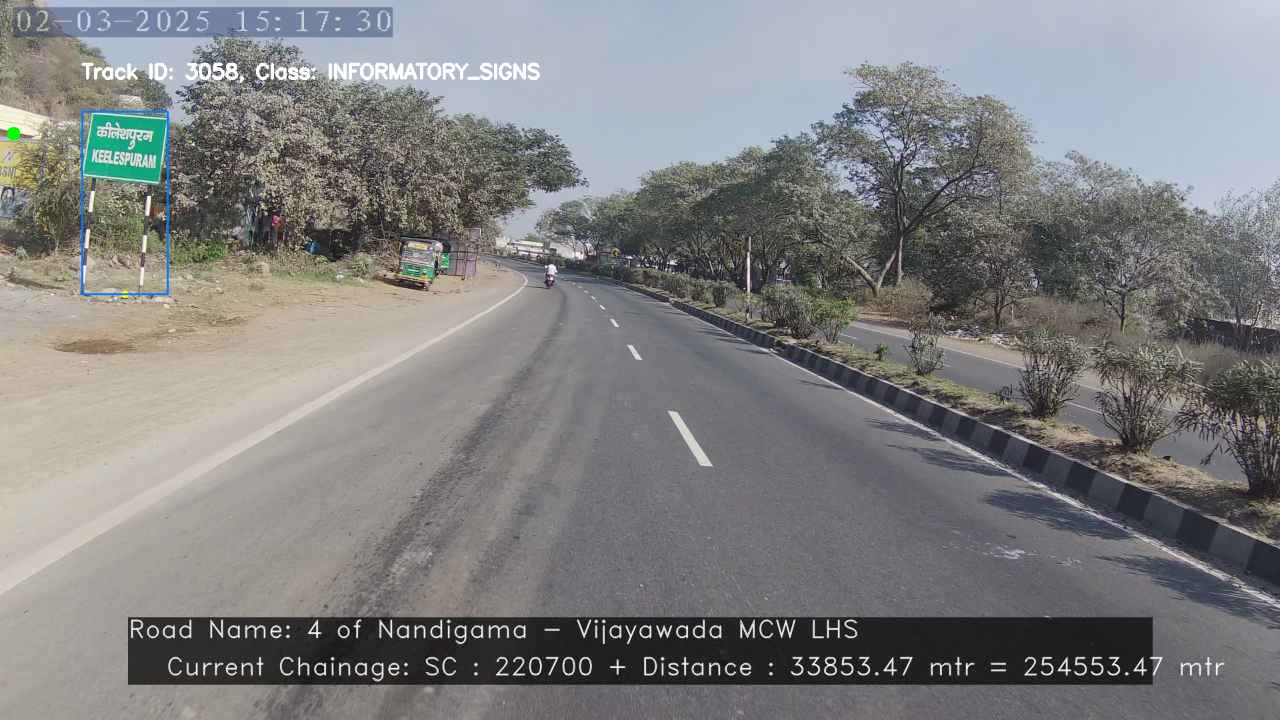 02-03-2025 15:17:30
Track ID: 3058, Class: INFORMATORY_SIGNS
कीलेशपुरम
KEELESPURAM
Road Name: 4 of Nandigama - Vijayawada MCW LHS
Current Chainage: SC : 220700 + Distance : 33853.47 mtr = 254553.47 mtr